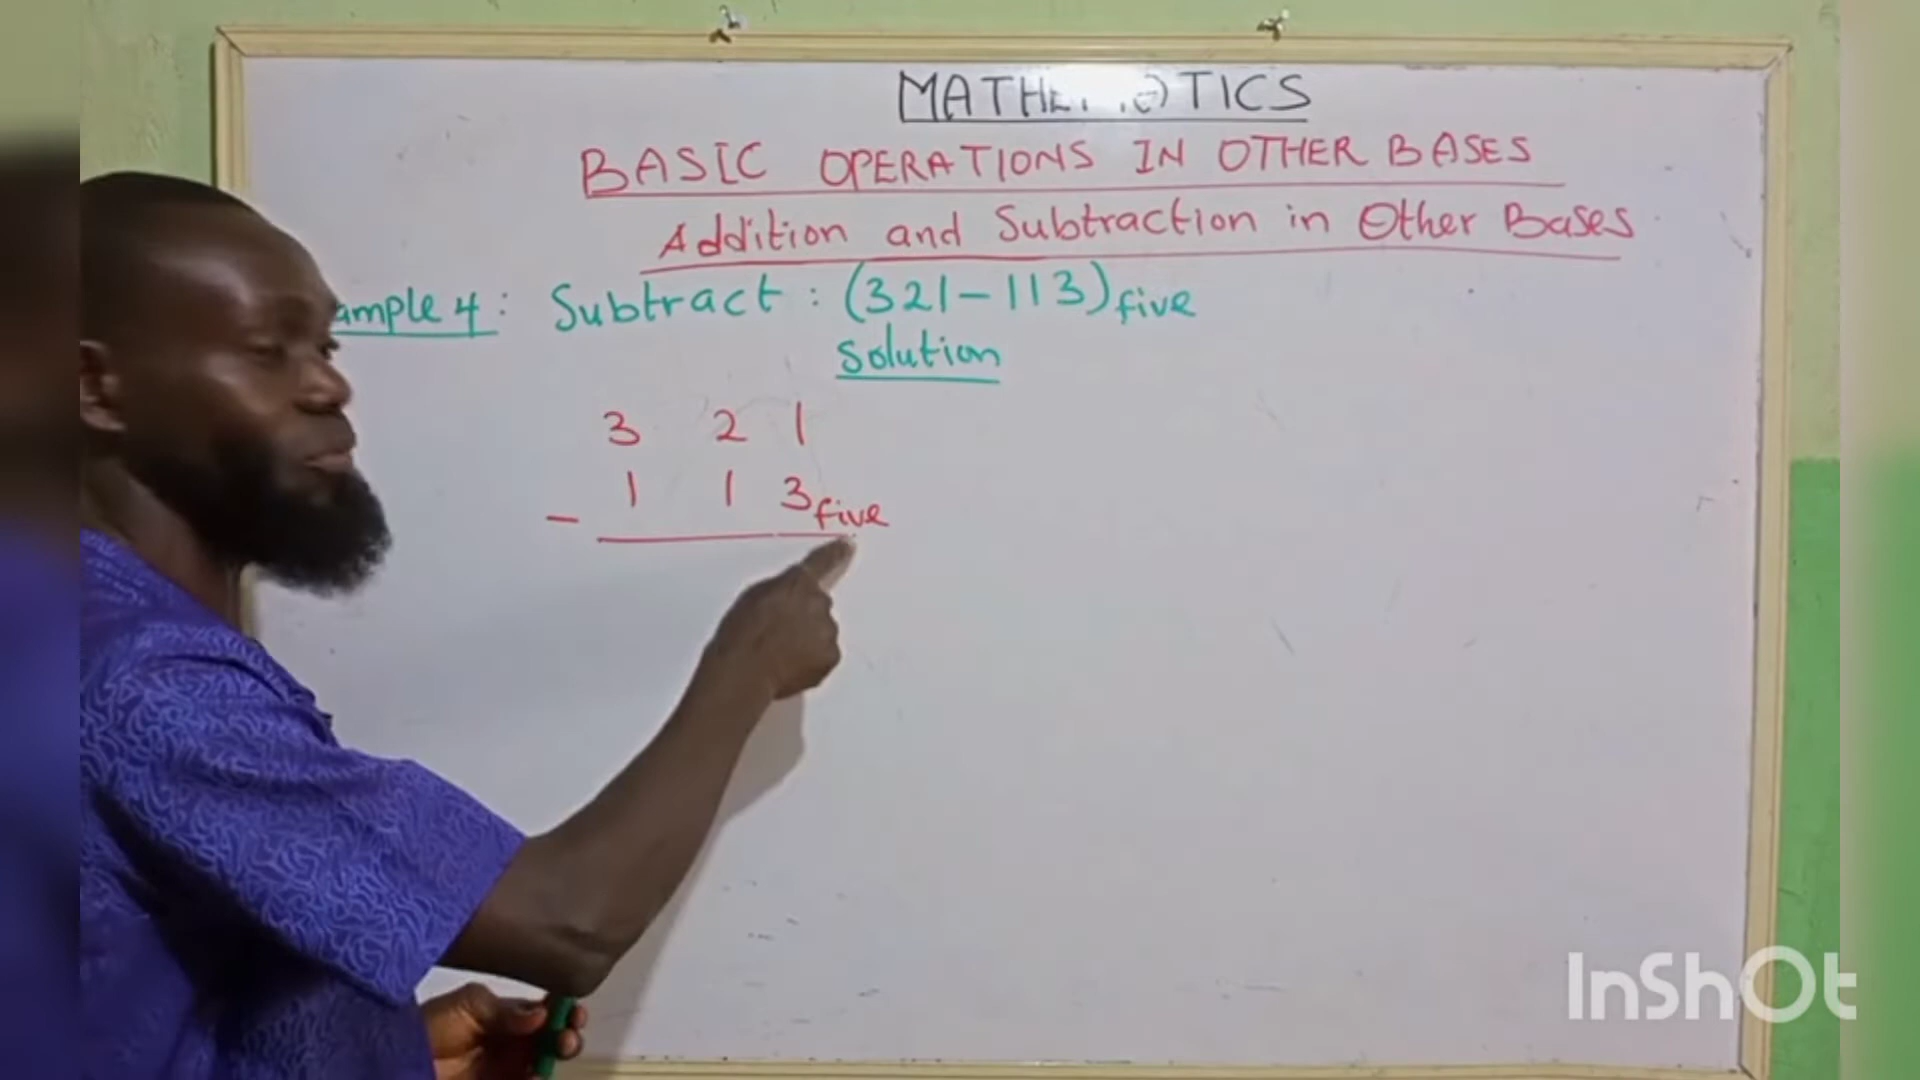 MATHEMATICS
BASIC OPERATIONS IN OTHER BASES
Addition and Subtraction in Other Bases
ample 4: Subtract: (321-113)five
Solution
3 2 1
- 1 1 3five
InShOt